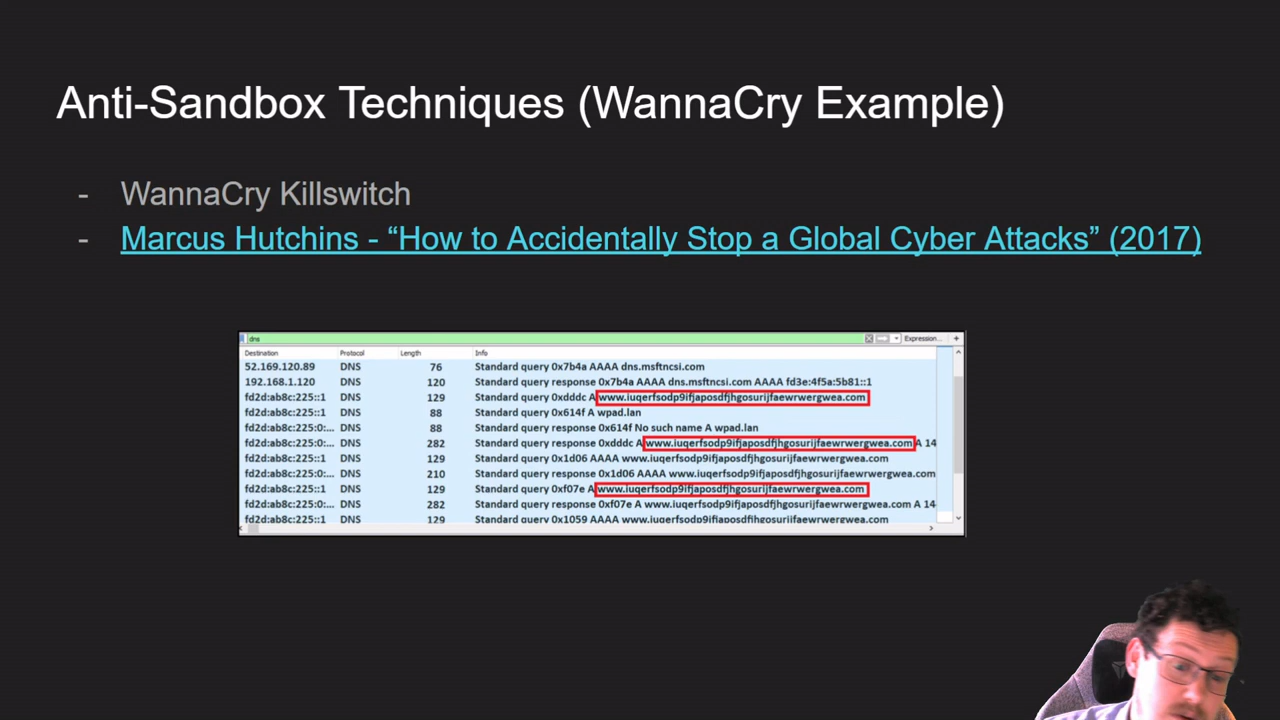 Anti-Sandbox Techniques (WannaCry Example)
- WannaCry Killswitch
- Marcus Hutchins - “How to Accidentally Stop a Global Cyber Attacks” (2017)
dns Expression... +
Destination Protocol Length Info
52.169.120.89 DNS 76 Standard query 0x7b4a AAAA dns.msftncsi.com
192.168.1.120 DNS 120 Standard query response 0x7b4a AAAA dns.msftncsi.com AAAA fd3e:4f5a:5b81::1
fd2d:ab8c:225::1 DNS 129 Standard query 0xdddc A www.iuqerfsodp9ifjaposdfjhgosurijfaewrwergwea.com
fd2d:ab8c:225::1 DNS 88 Standard query 0x614f A wpad.lan
fd2d:ab8c:225:0:... DNS 88 Standard query response 0x614f No such name A wpad.lan
fd2d:ab8c:225:0:... DNS 282 Standard query response 0xdddc A www.iuqerfsodp9ifjaposdfjhgosurijfaewrwergwea.com A 14
fd2d:ab8c:225::1 DNS 129 Standard query 0x1d06 AAAA www.iuqerfsodp9ifjaposdfjhgosurijfaewrwergwea.com
fd2d:ab8c:225:0:... DNS 210 Standard query response 0x1d06 AAAA www.iuqerfsodp9ifjaposdfjhgosurijfaewrwergwea.com
fd2d:ab8c:225::1 DNS 129 Standard query 0xf07e A www.iuqerfsodp9ifjaposdfjhgosurijfaewrwergwea.com
fd2d:ab8c:225:0:... DNS 282 Standard query response 0xf07e A www.iuqerfsodp9ifjaposdfjhgosurijfaewrwergwea.com A 14
fd2d:ab8c:225::1 DNS 129 Standard query 0x1059 AAAA www.iuqerfsodp9ifjaposdfjhgosurijfaewrwergwea.com